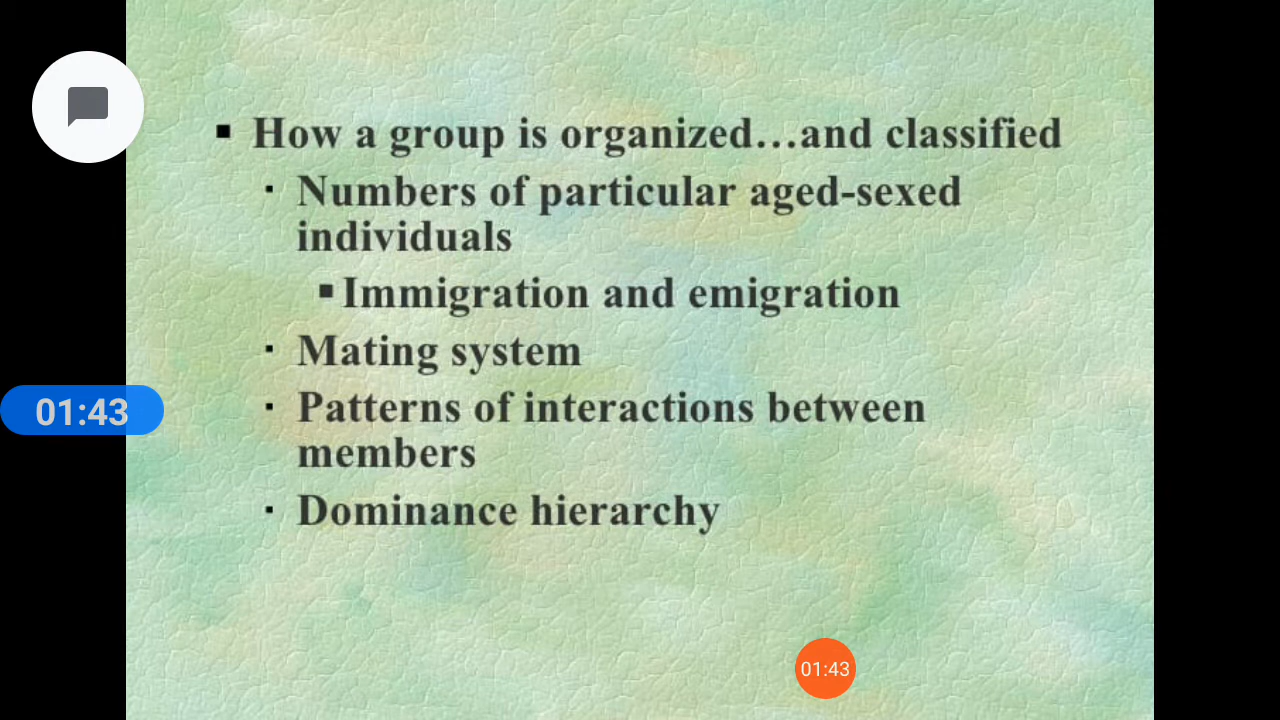 How a group is organized…and classified
Numbers of particular aged-sexed
individuals
Immigration and emigration
Mating system
01:43
Patterns of interactions between
members
Dominance hierarchy
01:43